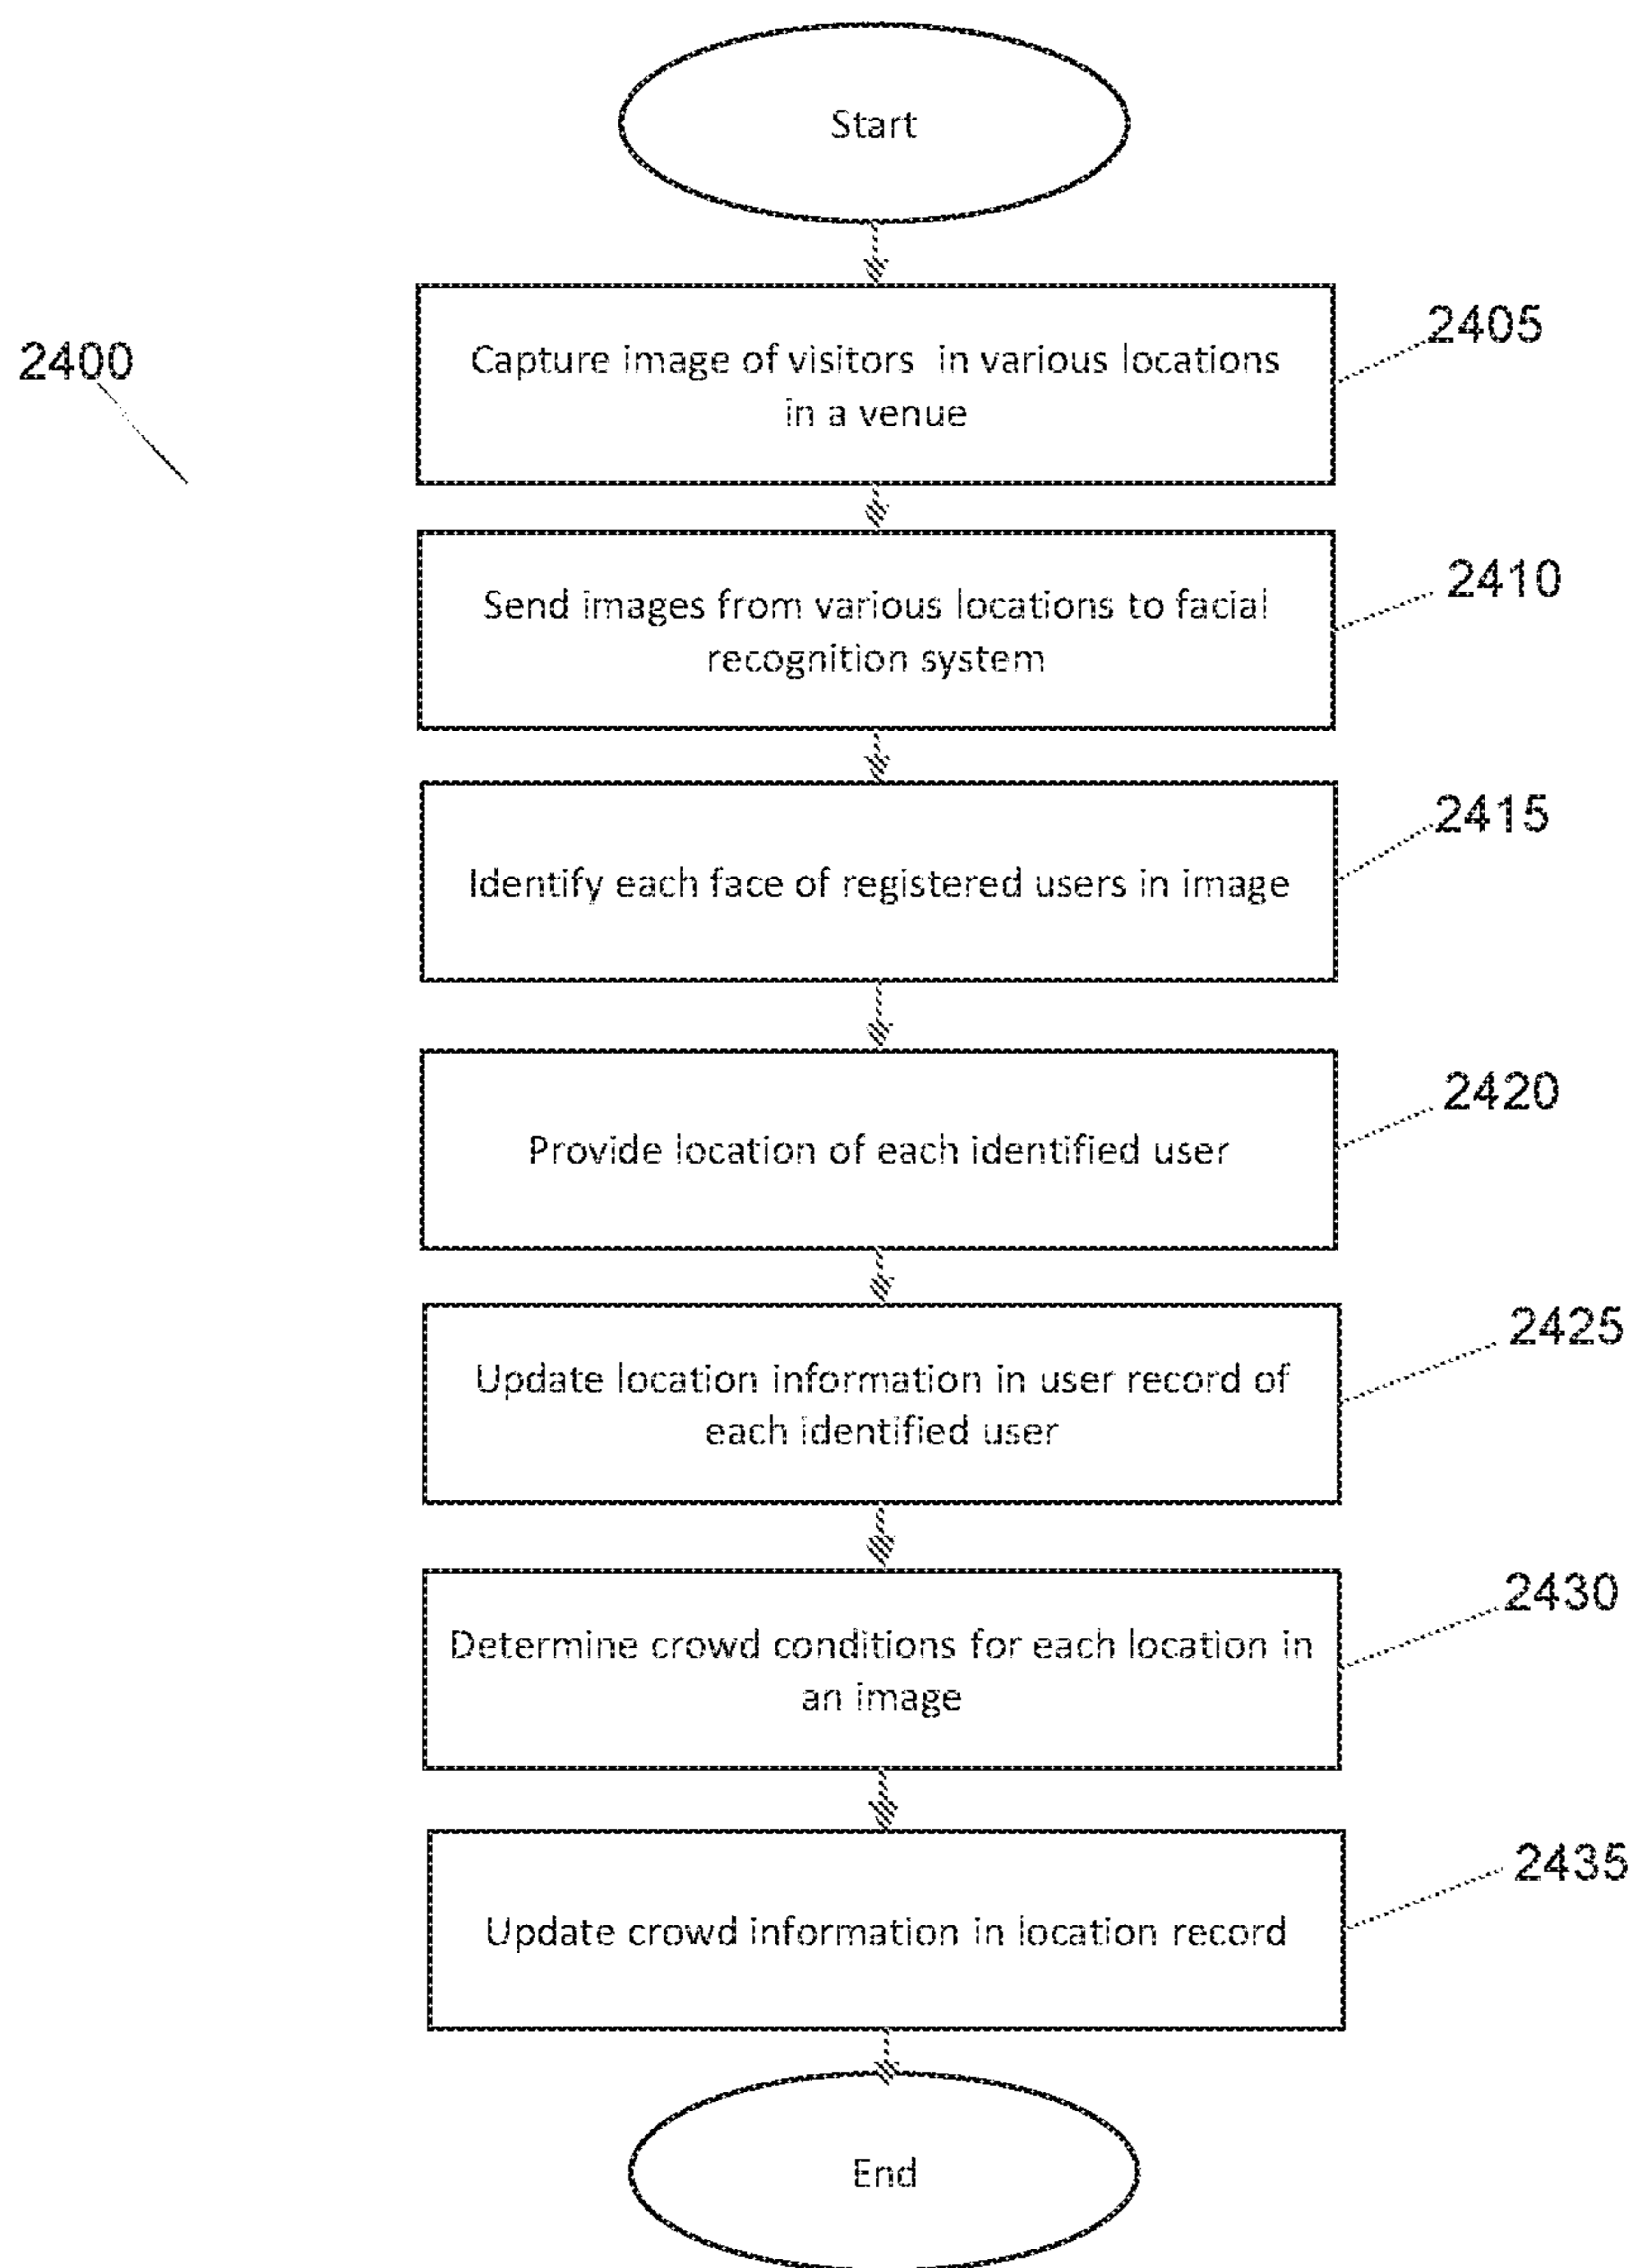 Start
2400
Capture image of visitors in various locations
in a venue
2405
Send images from various locations to facial
recognition system
2410
Identify each face of registered users in image
2415
Provide location of each identified user
2420
Update location information in user record of
each identified user
2425
Determine crowd conditions for each location in
an image
2430
Update crowd information in location record
2435
End